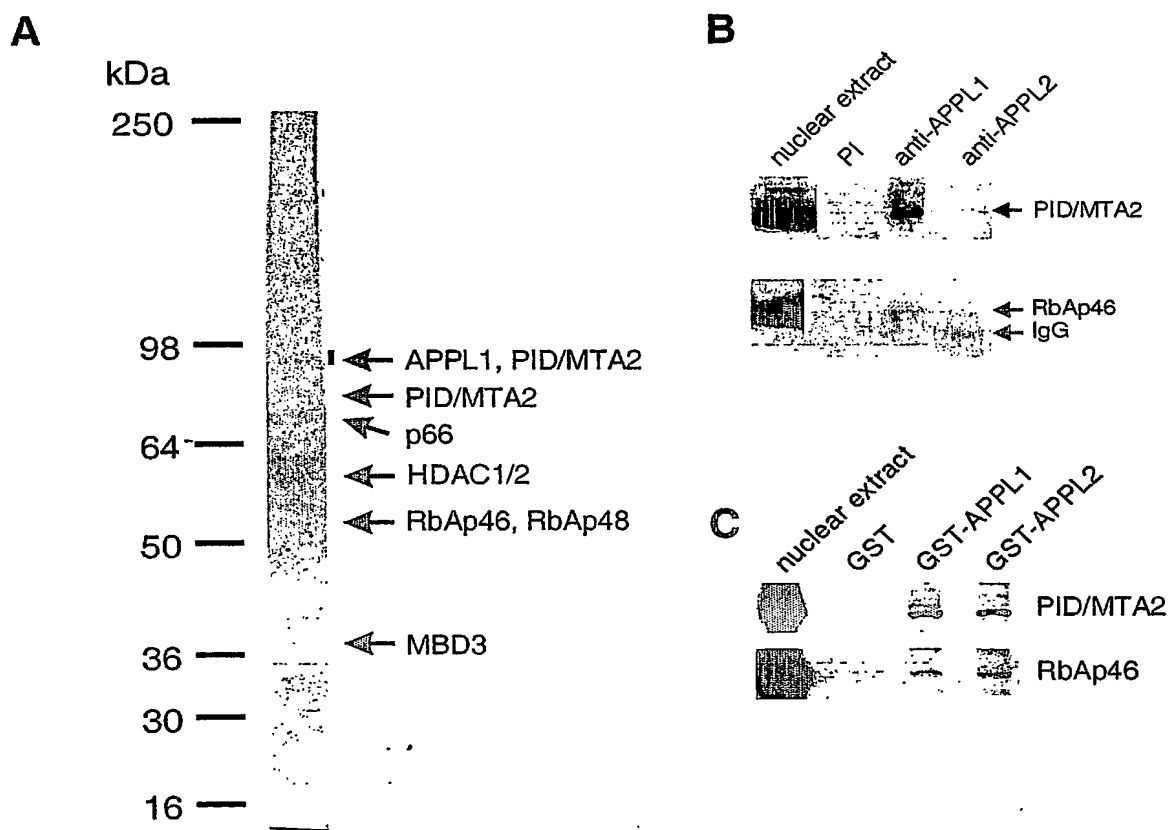 A
kDa
250
98
64
50
36
30
16
APPL1, PID/MTA2
PID/MTA2
p66
HDAC1/2
RbAp46, RbAp48
MBD3
B
nuclear extract
PI
anti-APPL1
anti-APPL2
PID/MTA2
RbAp46
IgG
C
nuclear extract
GST
GST-APPL1
GST-APPL2
PID/MTA2
RbAp46